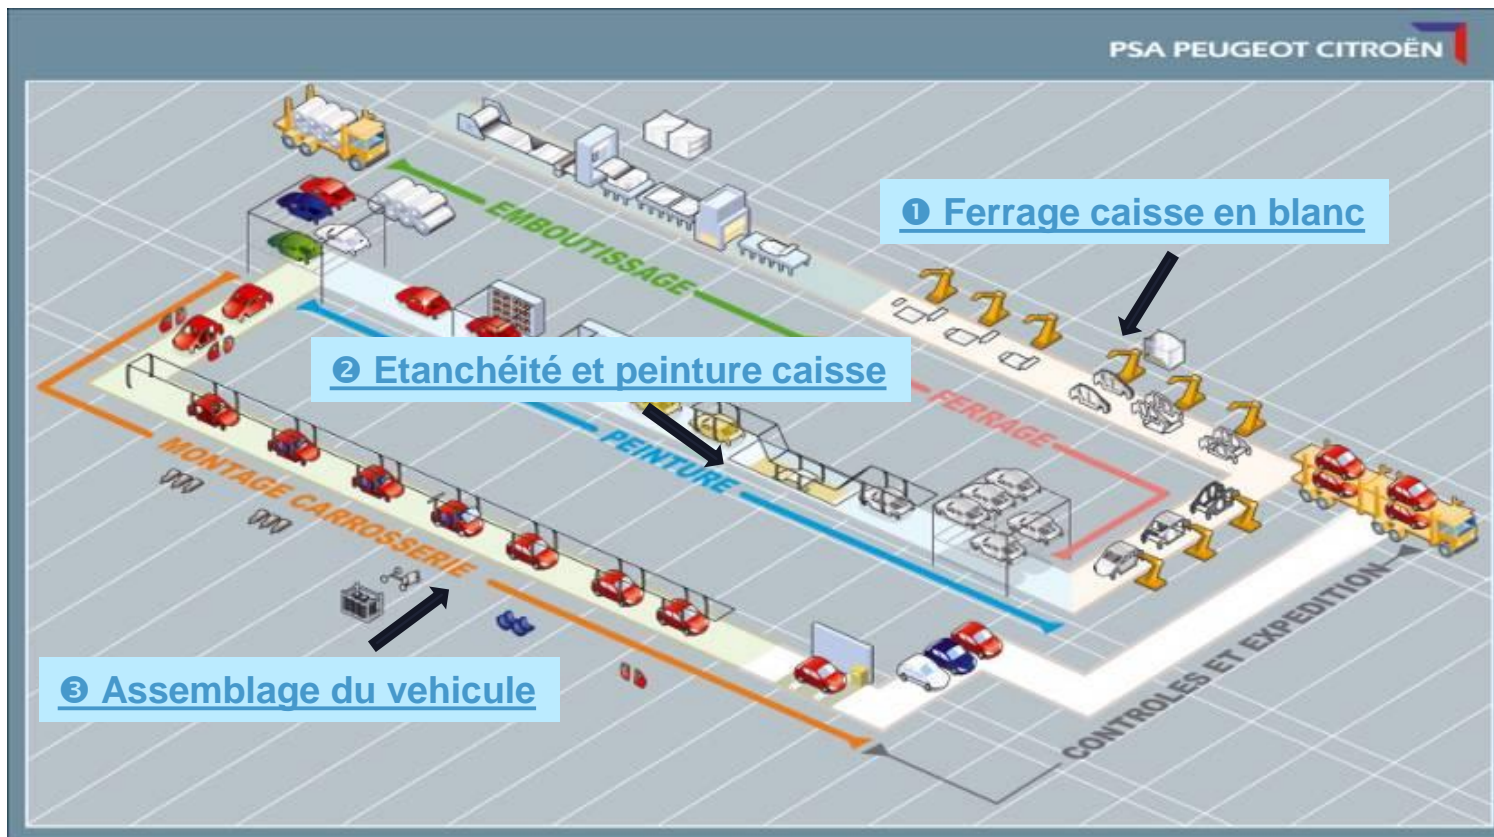 PSA PEUGEOT CITROËN
❶ Ferrage caisse en blanc
EMBOUTISSAGE
❷ Etanchéité et peinture caisse
FERRAGE
PEINTURE
MONTAGE CARROSSERIE
❸ Assemblage du vehicule
CONTROLES ET EXPEDITION